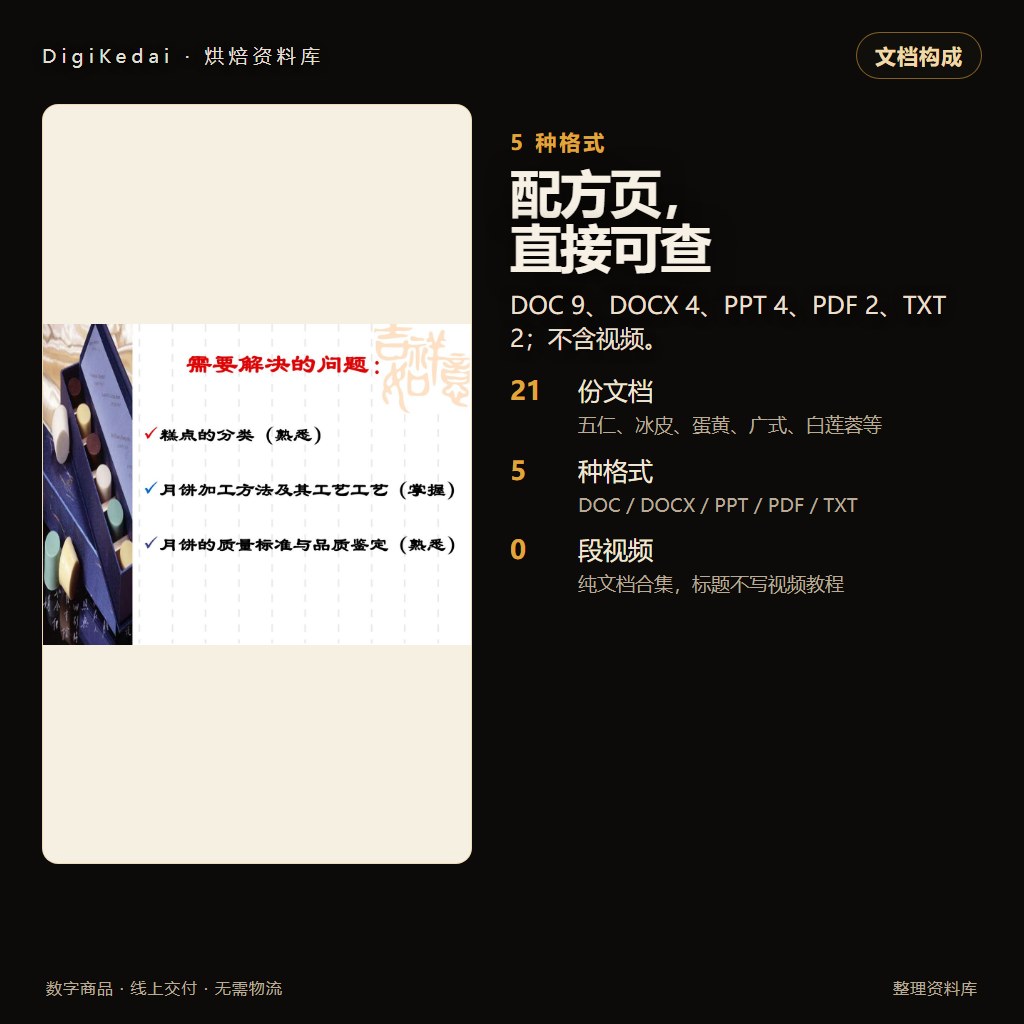 DigiKedai · 烘焙资料库
文档构成
需要解决的问题：
吉祥如意
✓糕点的分类（熟悉）
✓月饼加工方法及其工艺工艺（掌握）
✓月饼的质量标准与品质鉴定（熟悉）
5 种格式
配方页，
直接可查
DOC 9、DOCX 4、PPT 4、PDF 2、TXT
2；不含视频。
21 份文档
五仁、冰皮、蛋黄、广式、白莲蓉等
5 种格式
DOC / DOCX / PPT / PDF / TXT
0 段视频
纯文档合集，标题不写视频教程
数字商品 · 线上交付 · 无需物流
整理资料库